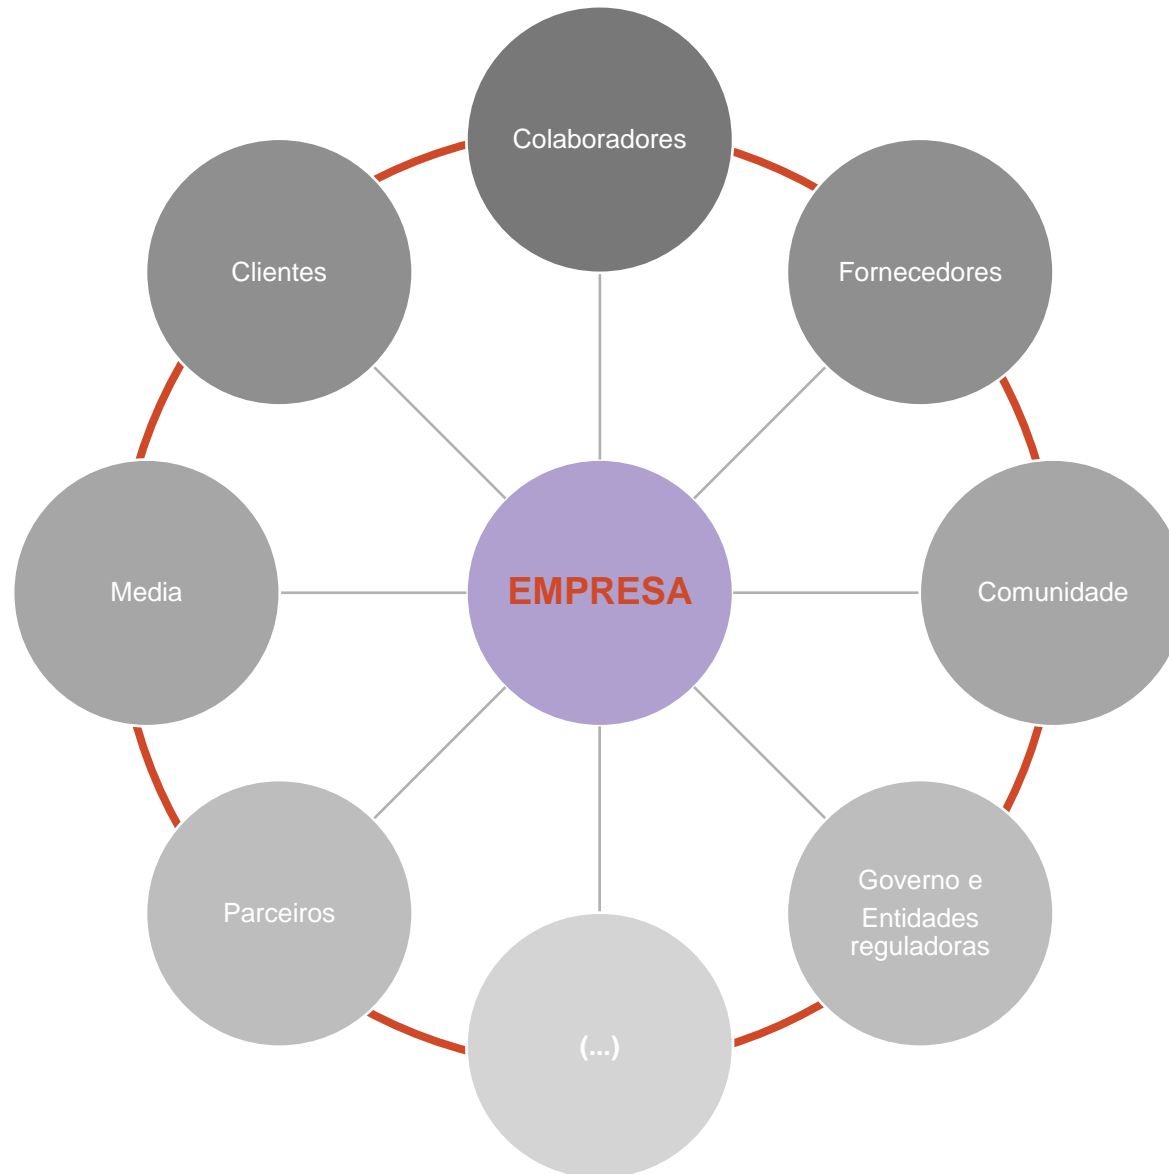 Colaboradores
Clientes
Fornecedores
Media
EMPRESA
Comunidade
Parceiros
Governo e
Entidades
reguladoras
(...)